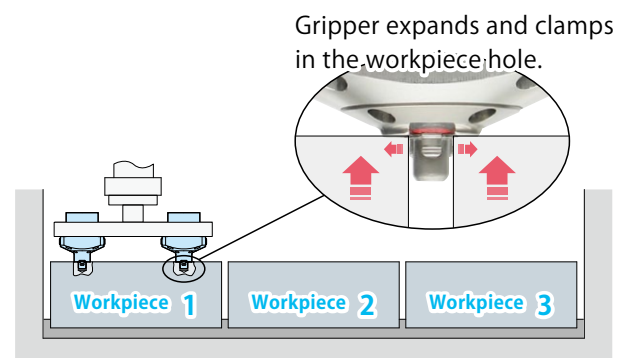 Gripper expands and clamps
in the workpiece hole.
Workpiece 1
Workpiece 2
Workpiece 3